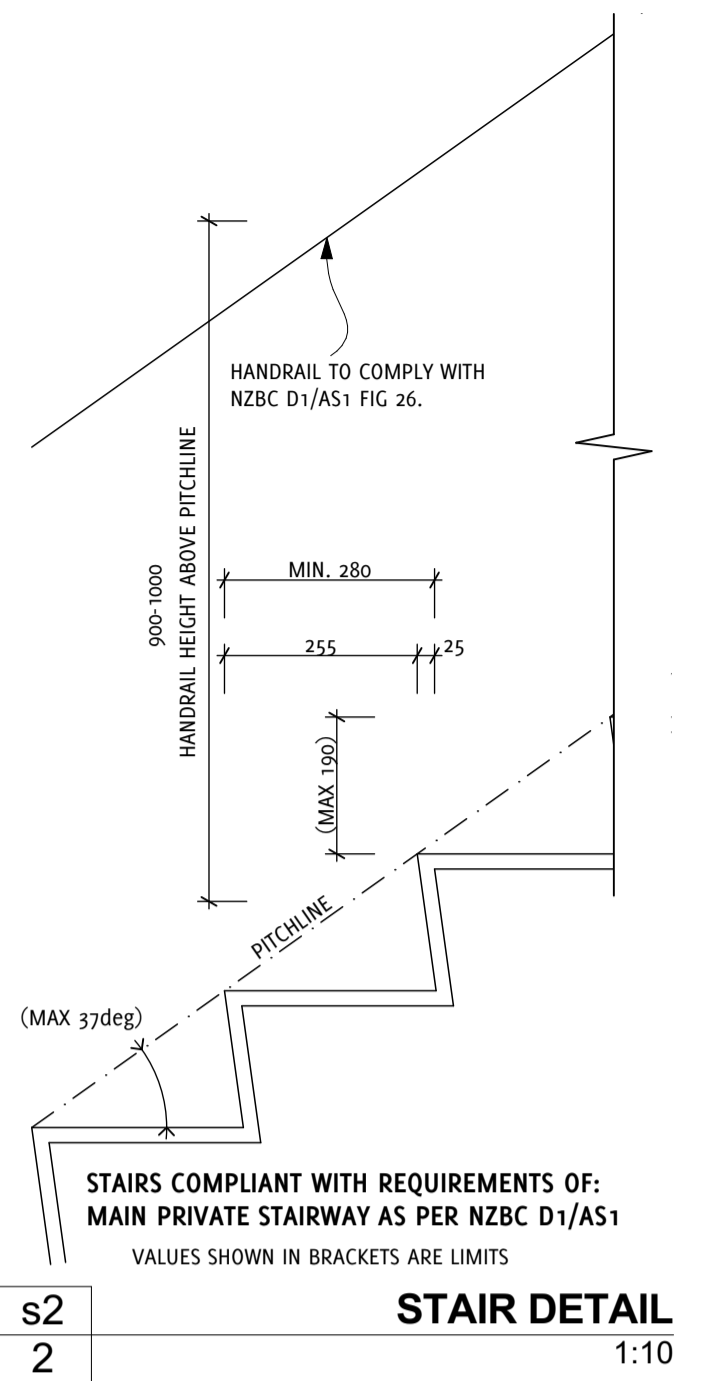 HANDRAIL TO COMPLY WITH
NZBC D1/AS1 FIG 26.
900-1000
HANDRAIL HEIGHT ABOVE PITCHLINE
MIN. 280
255
25
(MAX 190)
PITCHLINE
(MAX 37deg)
STAIRS COMPLIANT WITH REQUIREMENTS OF:
MAIN PRIVATE STAIRWAY AS PER NZBC D1/AS1
VALUES SHOWN IN BRACKETS ARE LIMITS
s2
STAIR DETAIL
2
1:10